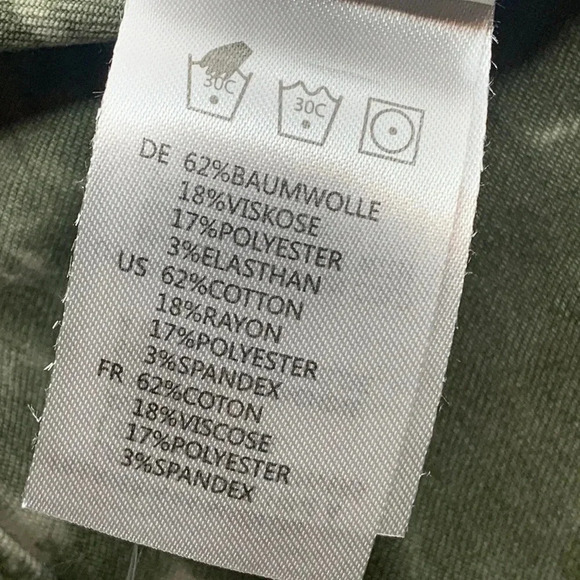 30C 30C
DE 62%BAUMWOLLE
18%VISKOSE
17%POLYESTER
3%ELASTHAN
US 62%COTTON
18%RAYON
17%POLYESTER
3%SPANDEX
FR 62%COTON
18%VISCOSE
17%POLYESTER
3%SPANDEX